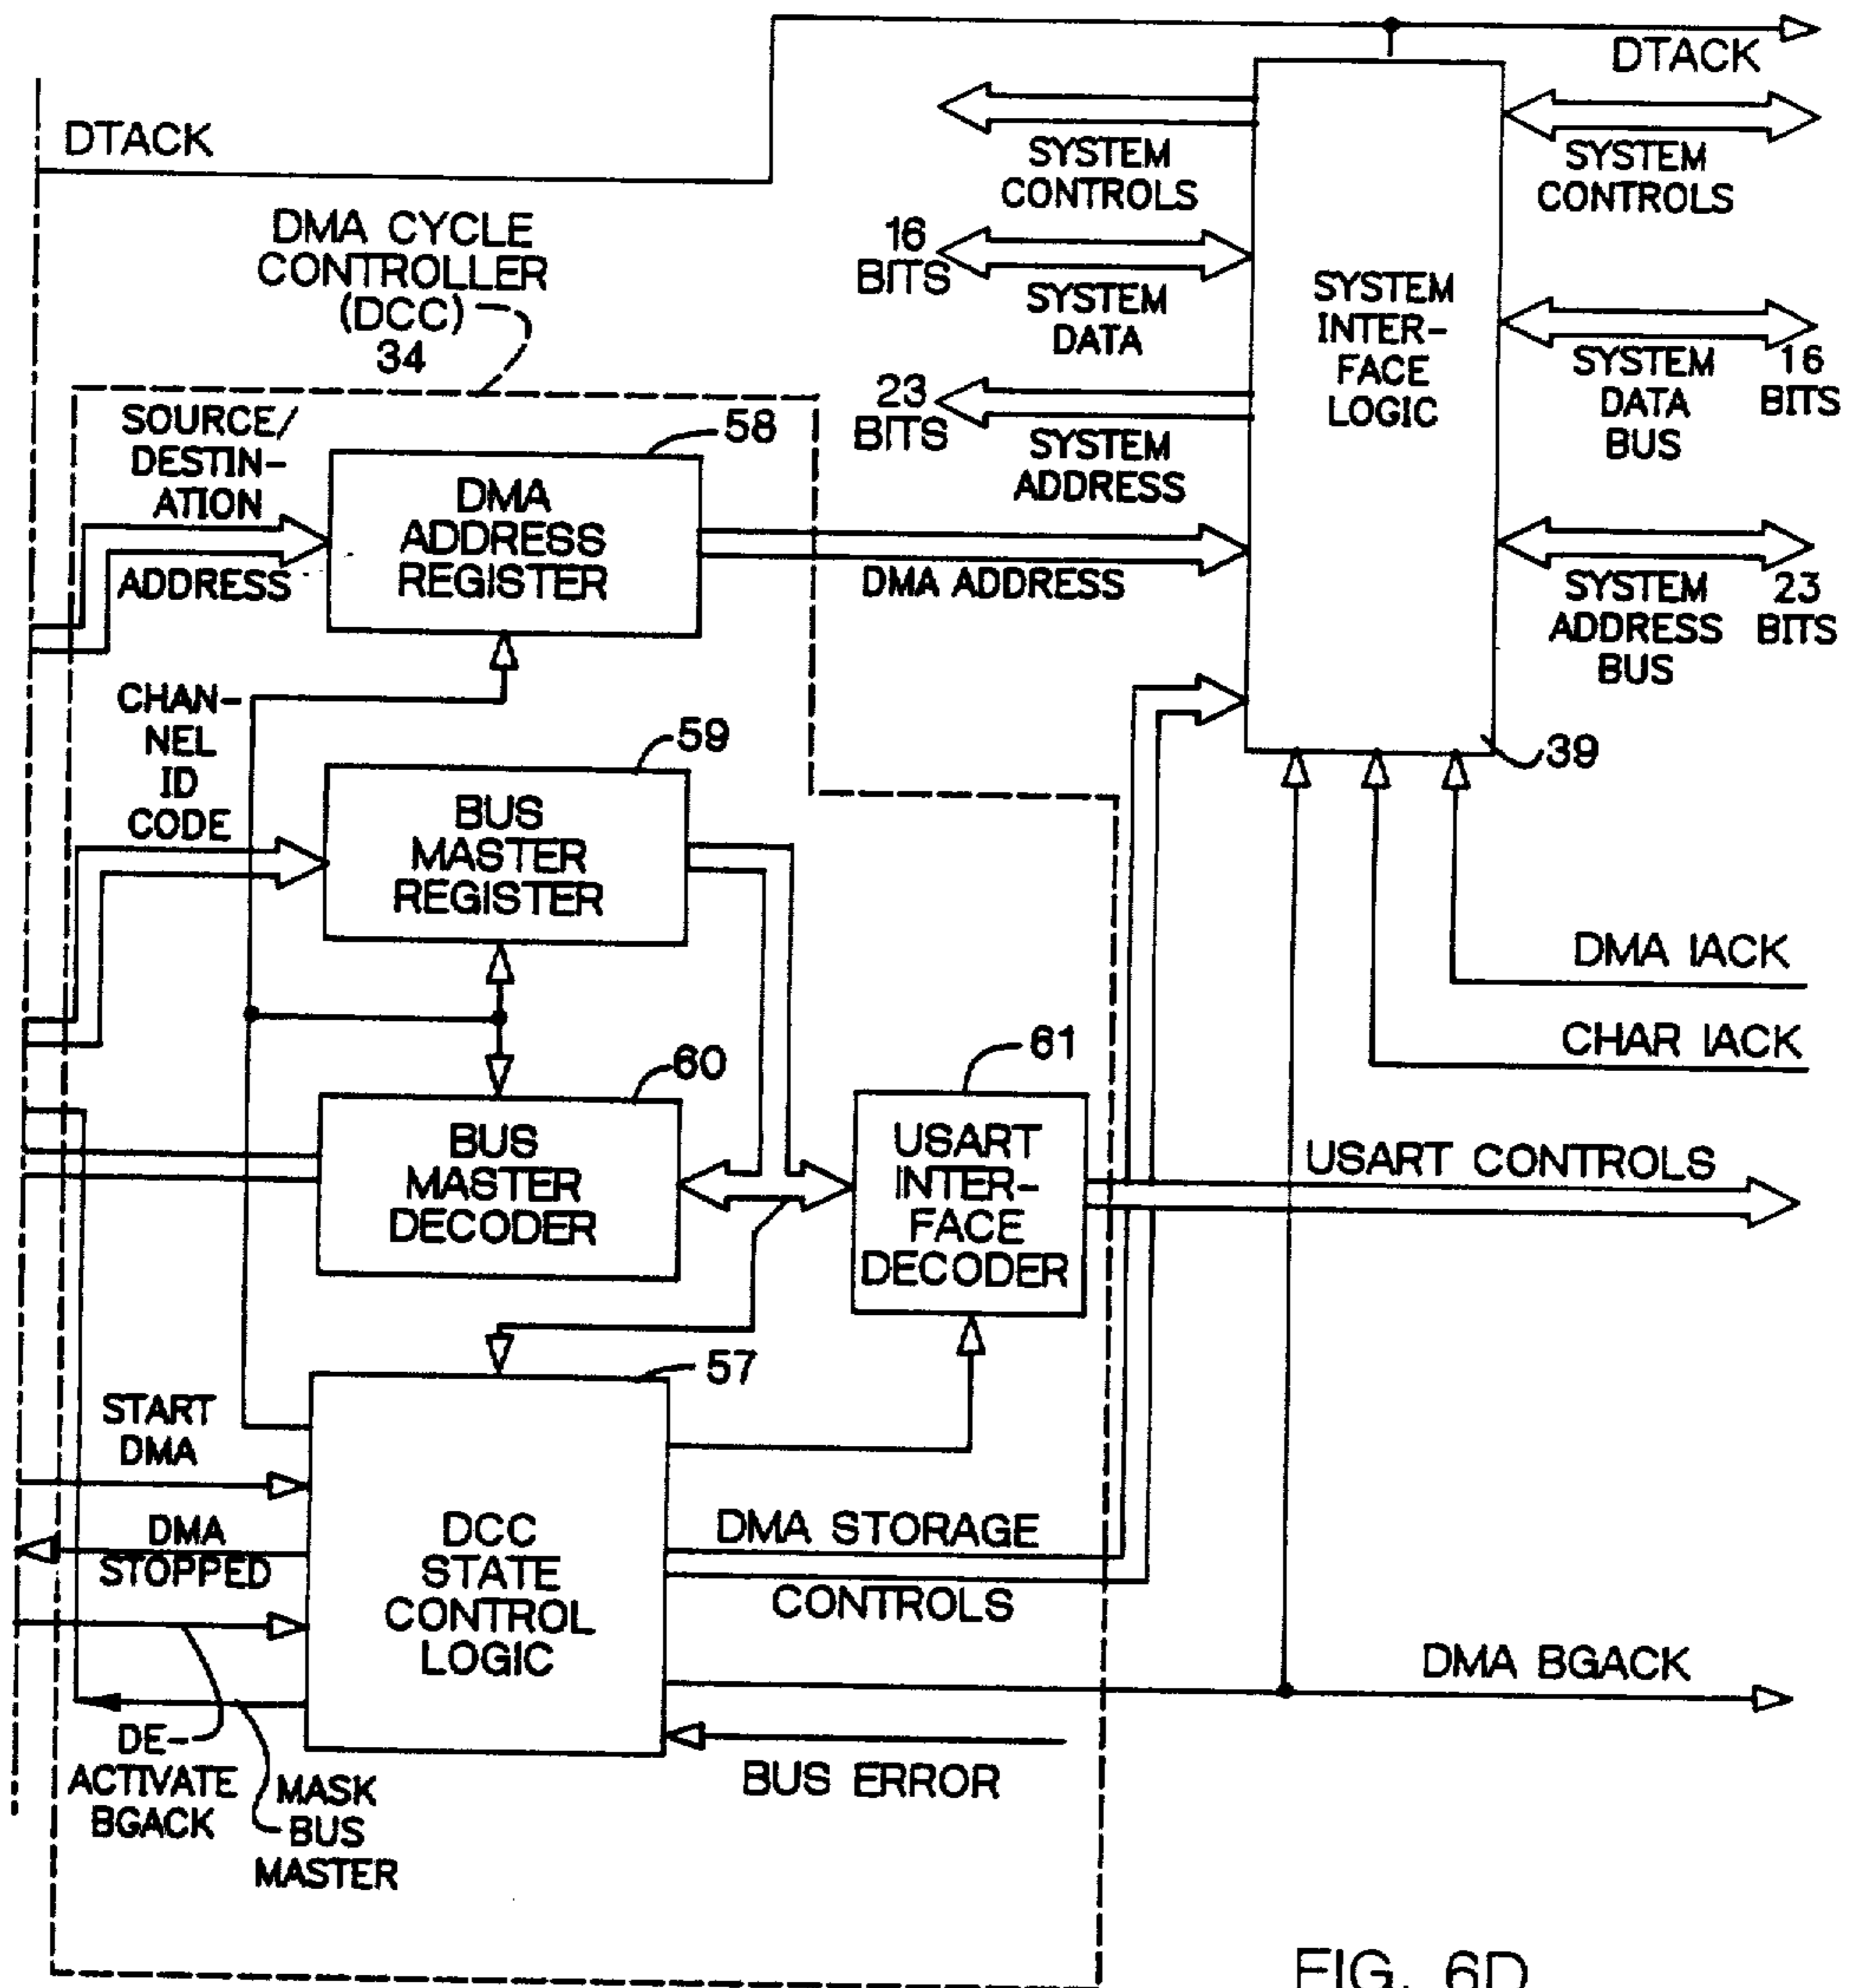 DTACK
DTACK
SYSTEM
CONTROLS
SYSTEM
CONTROLS
DMA CYCLE
CONTROLLER
(DCC)
34
16
BITS
SYSTEM
DATA
SYSTEM
INTER-
FACE
LOGIC
SYSTEM
DATA
BUS
16
BITS
23
BITS
SYSTEM
ADDRESS
SOURCE/
DESTIN-
ATION
ADDRESS
58
DMA
ADDRESS
REGISTER
DMA ADDRESS
SYSTEM
ADDRESS
BUS
23
BITS
CHAN-
NEL
ID
CODE
59
BUS
MASTER
REGISTER
39
DMA IACK
CHAR IACK
60
BUS
MASTER
DECODER
61
USART
INTER-
FACE
DECODER
USART CONTROLS
57
START
DMA
DMA
STOPPED
DCC
STATE
CONTROL
LOGIC
DMA STORAGE
CONTROLS
DMA BGACK
BUS ERROR
DE-
ACTIVATE
BGACK
MASK
BUS
MASTER
FIG. 6D